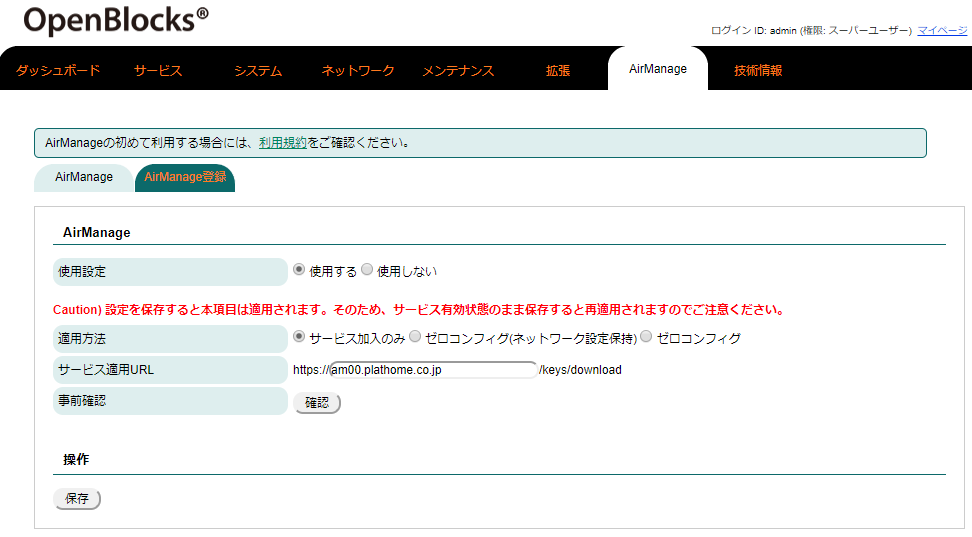 OpenBlocks®
ログイン ID: admin (権限: スーパーユーザー) マイページ
ダッシュボード サービス システム ネットワーク メンテナンス 拡張 AirManage 技術情報
AirManageの初めて利用する場合には、利用規約をご確認ください。
AirManage AirManage登録
AirManage
使用設定 使用する 使用しない
Caution) 設定を保存すると本項目は適用されます。そのため、サービス有効状態のまま保存すると再適用されますのでご注意ください。
適用方法 サービス加入のみ ゼロコンフィグ(ネットワーク設定保持) ゼロコンフィグ
サービス適用URL https://am00.plathome.co.jp/keys/download
事前確認 確認
操作
保存